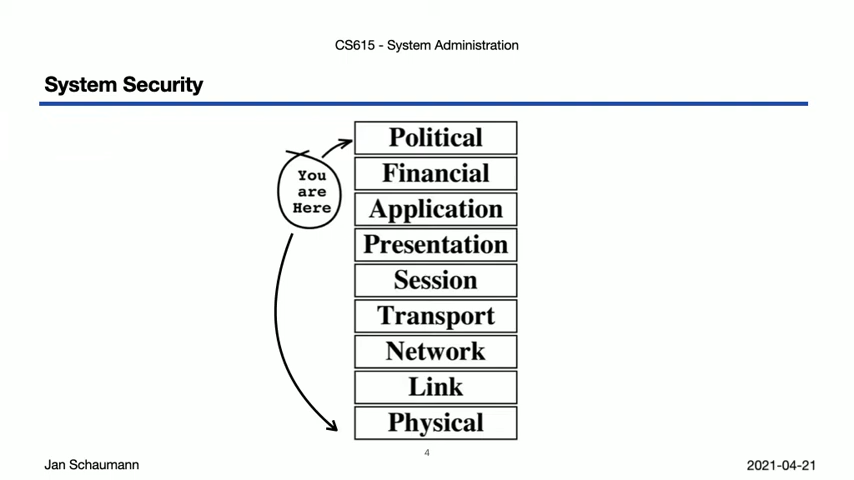 CS615 - System Administration
System Security
You
are
Here
Political
Financial
Application
Presentation
Session
Transport
Network
Link
Physical
4
Jan Schaumann
2021-04-21